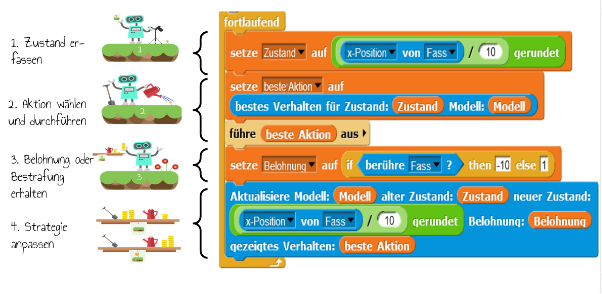 1. Zustand er-
fassen
1
2. Aktion wählen
und durchführen
2
3. Belohnung oder
Bestrafung
erhalten
3
4. Strategie
anpassen
fortlaufend
setze Zustand auf x-Position von Fass / 10 gerundet
setze beste Aktion auf
bestes Verhalten für Zustand: Zustand Modell: Modell
führe beste Aktion aus
setze Belohnung auf if berühre Fass ? then -10 else 1
Aktualisiere Modell: Modell alter Zustand: Zustand neuer Zustand:
x-Position von Fass / 10 gerundet Belohnung: Belohnung
gezeigtes Verhalten: beste Aktion